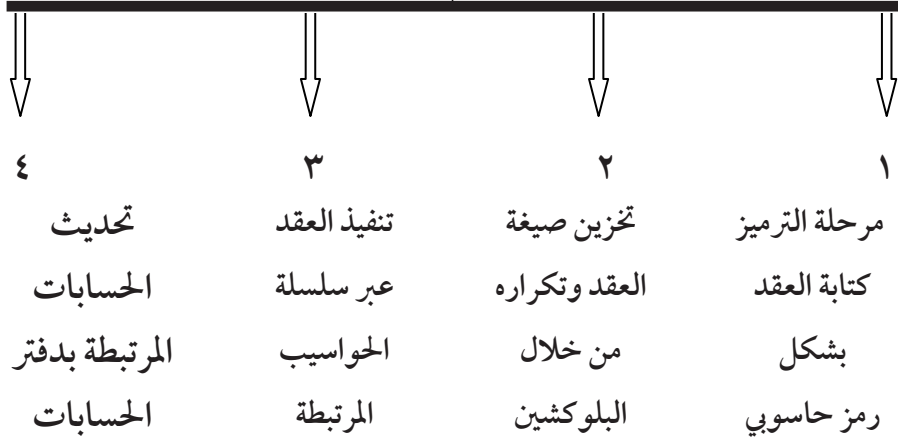 ١ ٢ ٣ ٤
مرحلة الترميز
كتابة العقد
بشكل
رمز حاسوبي
تخزين صيغة
العقد وتكراره
من خلال
البلوكشين
تنفيذ العقد
عبر سلسلة
الحواسيب
المرتبطة
تحديث
الحسابات
المرتبطة بدفتر
الحسابات